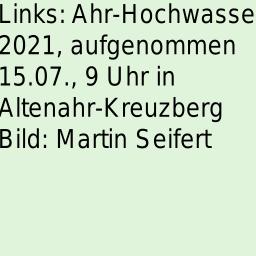 Links: Ahr-Hochwasse
2021, aufgenommen
15.07., 9 Uhr in
Altenahr-Kreuzberg
Bild: Martin Seifert